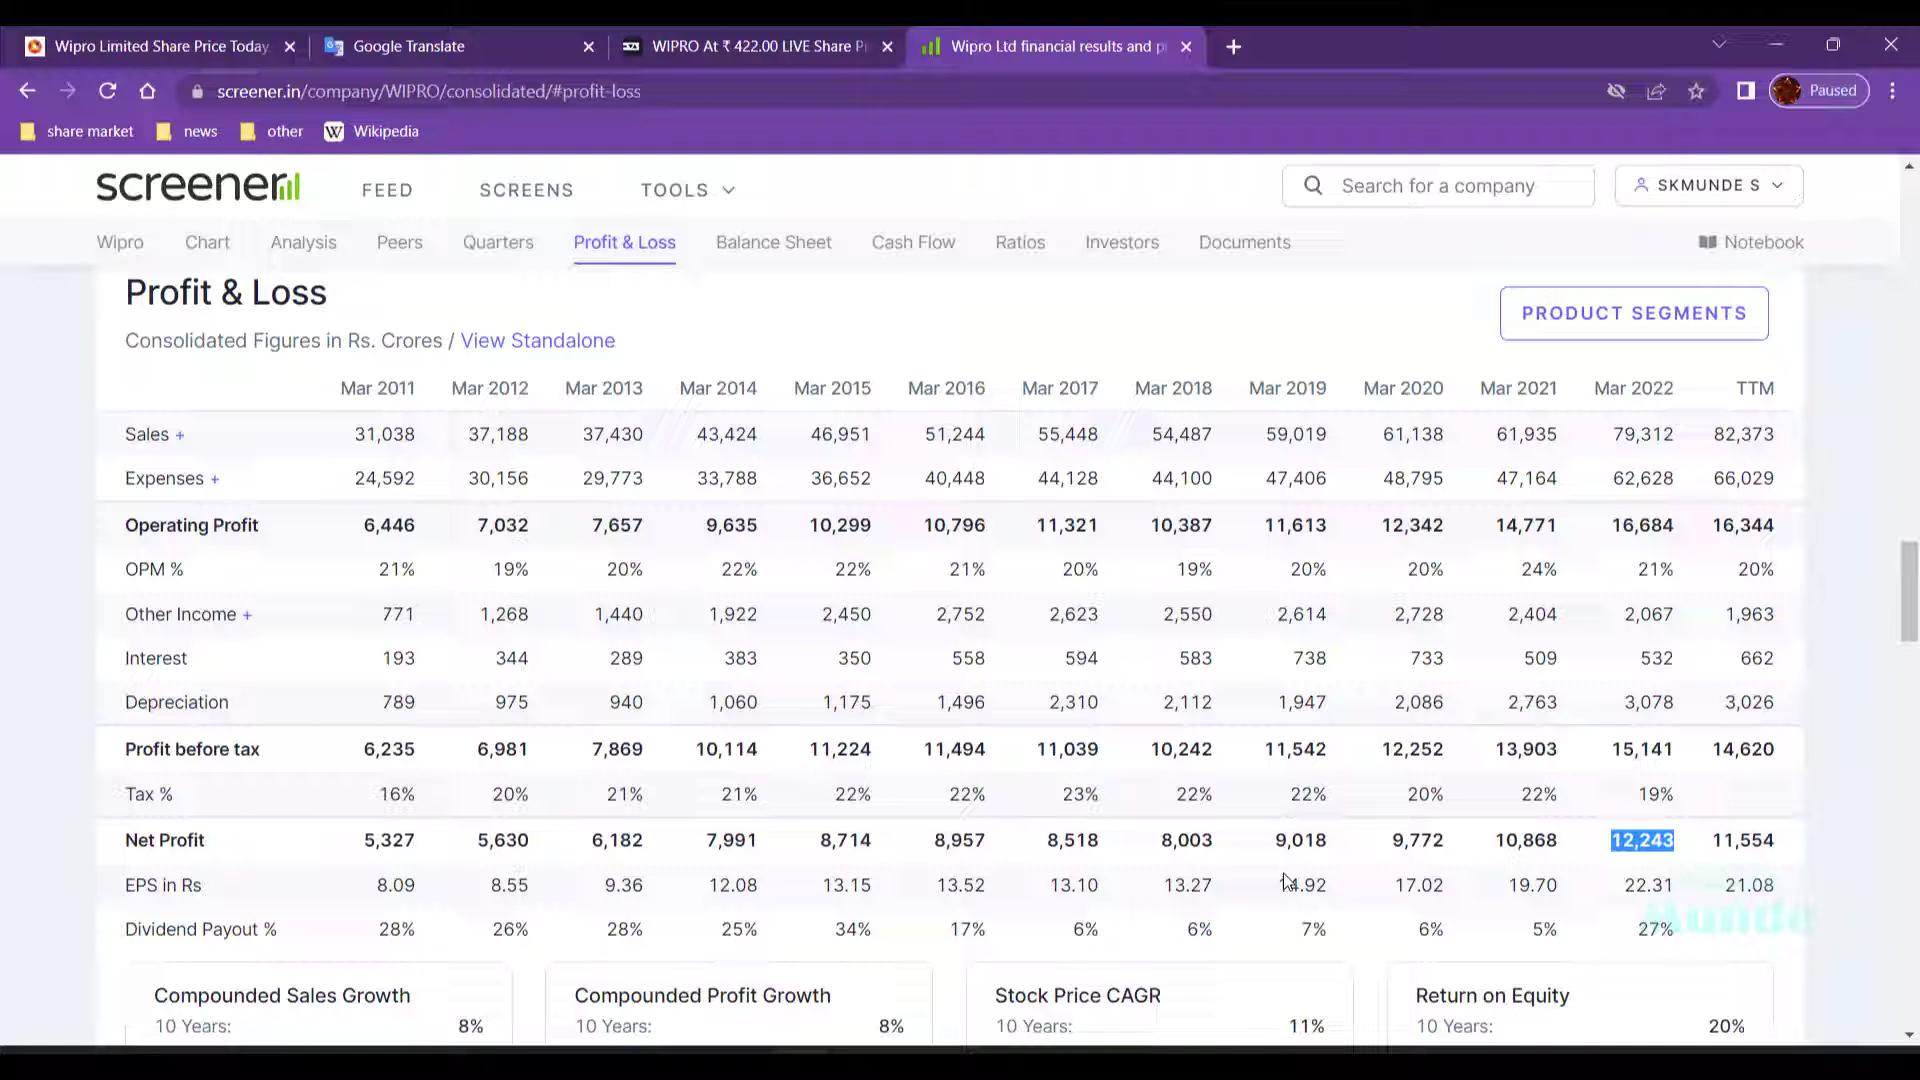 Wipro Limited Share Price Today
Google Translate
WIPRO At ₹ 422.00 LIVE Share P
Wipro Ltd financial results and p
screener.in/company/WIPRO/consolidated/#profit-loss
Paused
share market
news
other
W Wikipedia
screener
FEED
SCREENS
TOOLS
Search for a company
SKMUNDE S
Wipro Chart Analysis Peers Quarters Profit & Loss Balance Sheet Cash Flow Ratios Investors Documents Notebook
Profit & Loss
PRODUCT SEGMENTS
Consolidated Figures in Rs. Crores / View Standalone
Mar 2011 Mar 2012 Mar 2013 Mar 2014 Mar 2015 Mar 2016 Mar 2017 Mar 2018 Mar 2019 Mar 2020 Mar 2021 Mar 2022 TTM
Sales + 31,038 37,188 37,430 43,424 46,951 51,244 55,448 54,487 59,019 61,138 61,935 79,312 82,373
Expenses + 24,592 30,156 29,773 33,788 36,652 40,448 44,128 44,100 47,406 48,795 47,164 62,628 66,029
Operating Profit 6,446 7,032 7,657 9,635 10,299 10,796 11,321 10,387 11,613 12,342 14,771 16,684 16,344
OPM % 21% 19% 20% 22% 22% 21% 20% 19% 20% 20% 24% 21% 20%
Other Income + 771 1,268 1,440 1,922 2,450 2,752 2,623 2,550 2,614 2,728 2,404 2,067 1,963
Interest 193 344 289 383 350 558 594 583 738 733 509 532 662
Depreciation 789 975 940 1,060 1,175 1,496 2,310 2,112 1,947 2,086 2,763 3,078 3,026
Profit before tax 6,235 6,981 7,869 10,114 11,224 11,494 11,039 10,242 11,542 12,252 13,903 15,141 14,620
Tax % 16% 20% 21% 21% 22% 22% 23% 22% 22% 20% 22% 19%
Net Profit 5,327 5,630 6,182 7,991 8,714 8,957 8,518 8,003 9,018 9,772 10,868 12,243 11,554
EPS in Rs 8.09 8.55 9.36 12.08 13.15 13.52 13.10 13.27 4.92 17.02 19.70 22.31 21.08
Munde
Dividend Payout % 28% 26% 28% 25% 34% 17% 6% 6% 7% 6% 5% 27%
Compounded Sales Growth
10 Years: 8%
Compounded Profit Growth
10 Years: 8%
Stock Price CAGR
10 Years: 11%
Return on Equity
10 Years: 20%